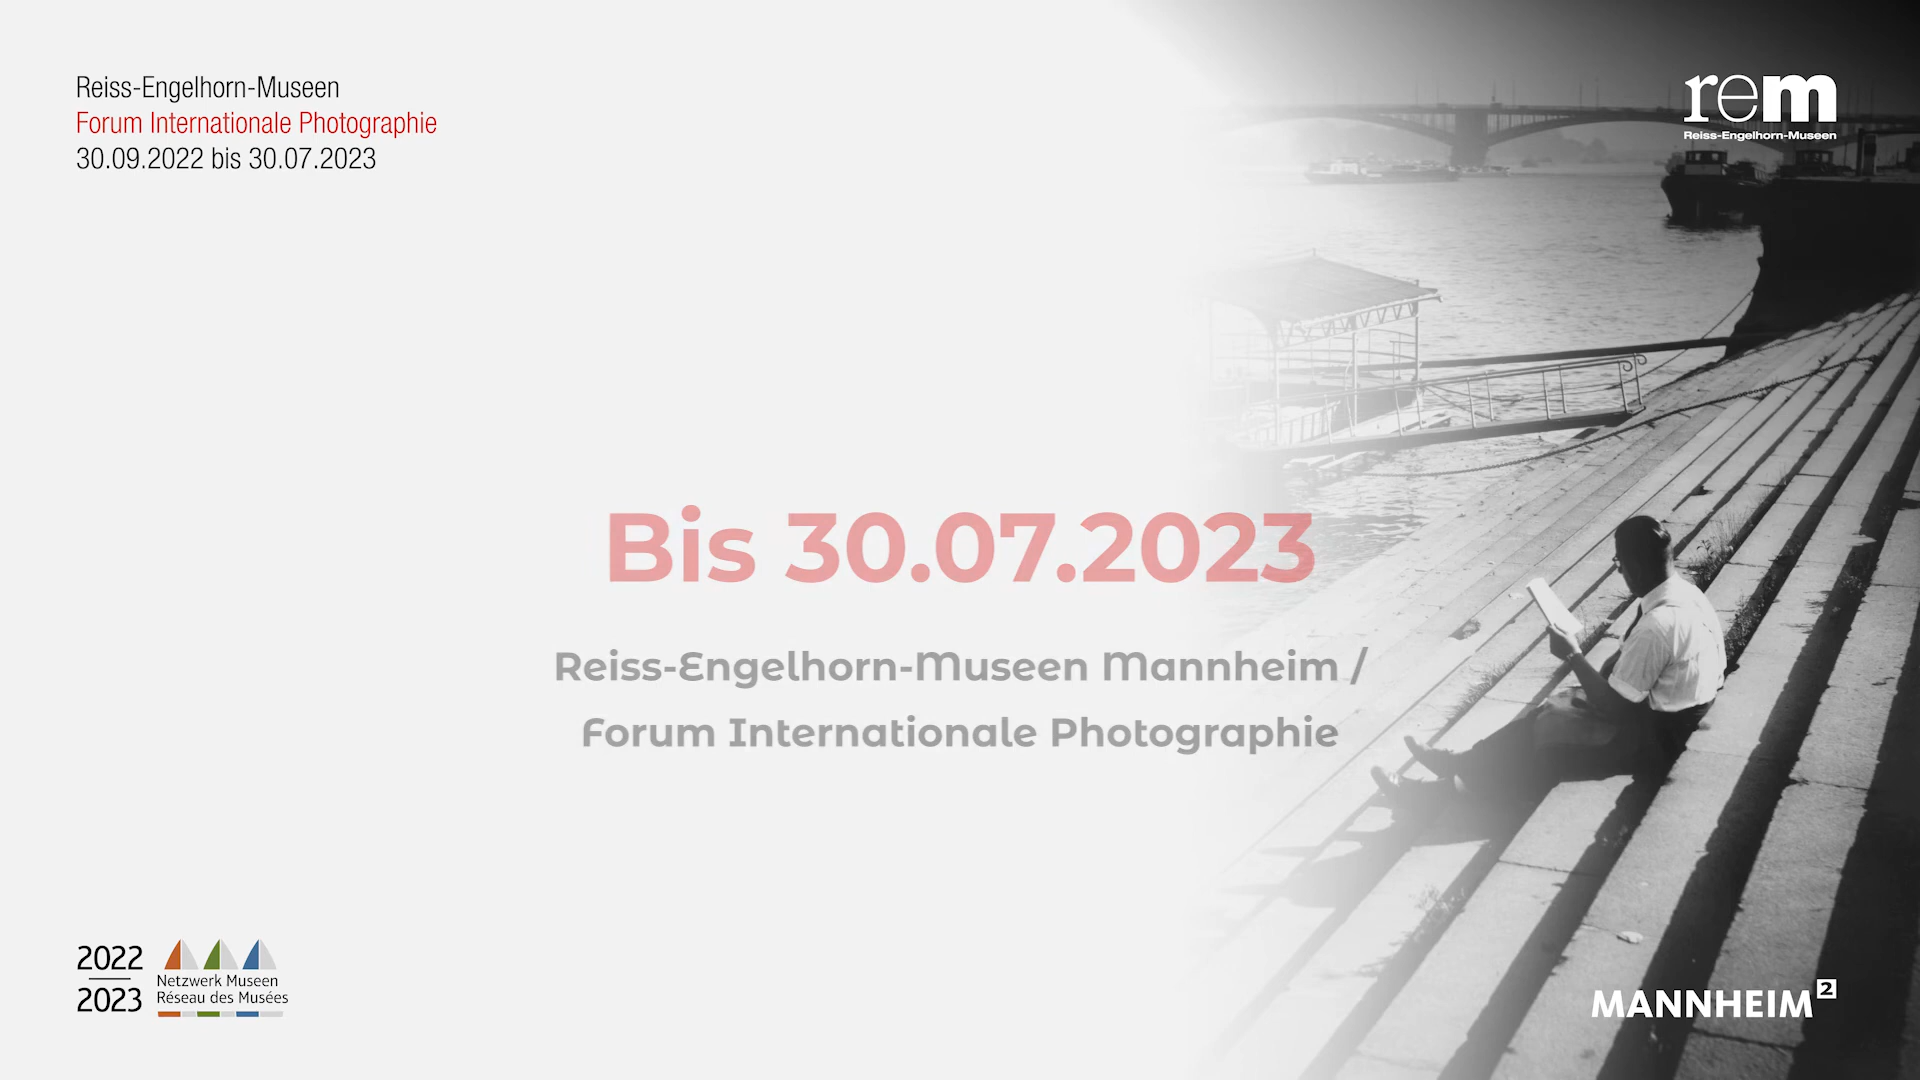 Reiss-Engelhorn-Museen
Forum Internationale Photographie
30.09.2022 bis 30.07.2023
rem
Reiss-Engelhorn-Museen
Bis 30.07.2023
Reiss-Engelhorn-Museen Mannheim /
Forum Internationale Photographie
2022
2023
Netzwerk Museen
Réseau des Musées
MANNHEIM²